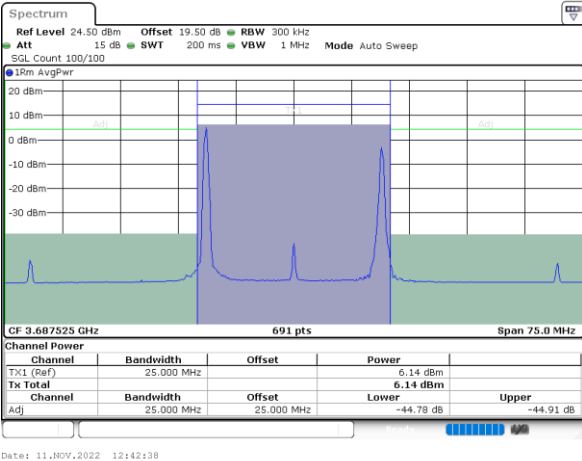 Spectrum
Ref Level 24.50 dBm Offset 19.50 dB RBW 300 kHz
Att 15 dB SWT 200 ms VBW 1 MHz Mode Auto Sweep
SGL Count 100/100
1Rm AvgPwr
TX1
20 dBm
10 dBm
Adj Adj
0 dBm
-10 dBm
-20 dBm
-30 dBm
CF 3.687525 GHz 691 pts Span 75.0 MHz
Channel Power
Channel Bandwidth Offset Power
TX1 (Ref) 25.000 MHz 6.14 dBm
Tx Total 6.14 dBm
Channel Bandwidth Offset Lower Upper
Adj 25.000 MHz 25.000 MHz -44.78 dB -44.91 dB
Ready
Date: 11.NOV.2022 12:42:38